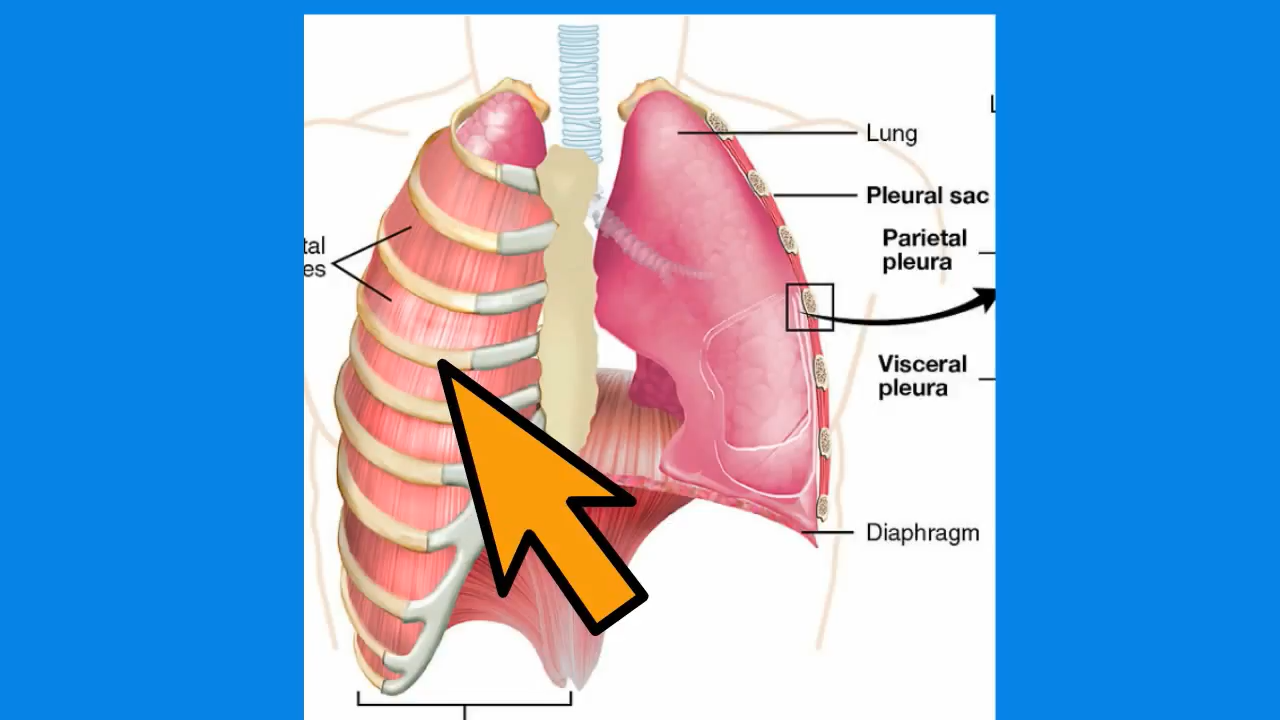 Lung
Pleural sac
Parietal
pleura
tal
es
Visceral
pleura
Diaphragm